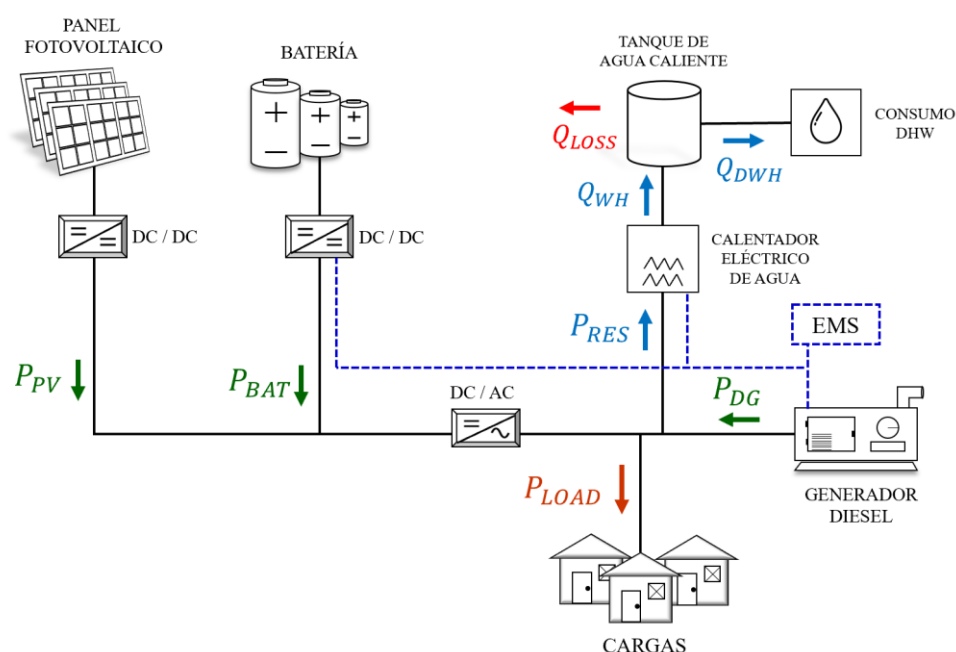 PANEL
FOTOVOLTAICO
BATERÍA
TANQUE DE
AGUA CALIENTE
CONSUMO
DHW
Q_LOSS
Q_DWH
Q_WH
DC / DC
DC / DC
CALENTADOR
ELÉCTRICO
DE AGUA
P_RES
EMS
P_PV
P_BAT
DC / AC
P_DG
P_LOAD
GENERADOR
DIESEL
CARGAS